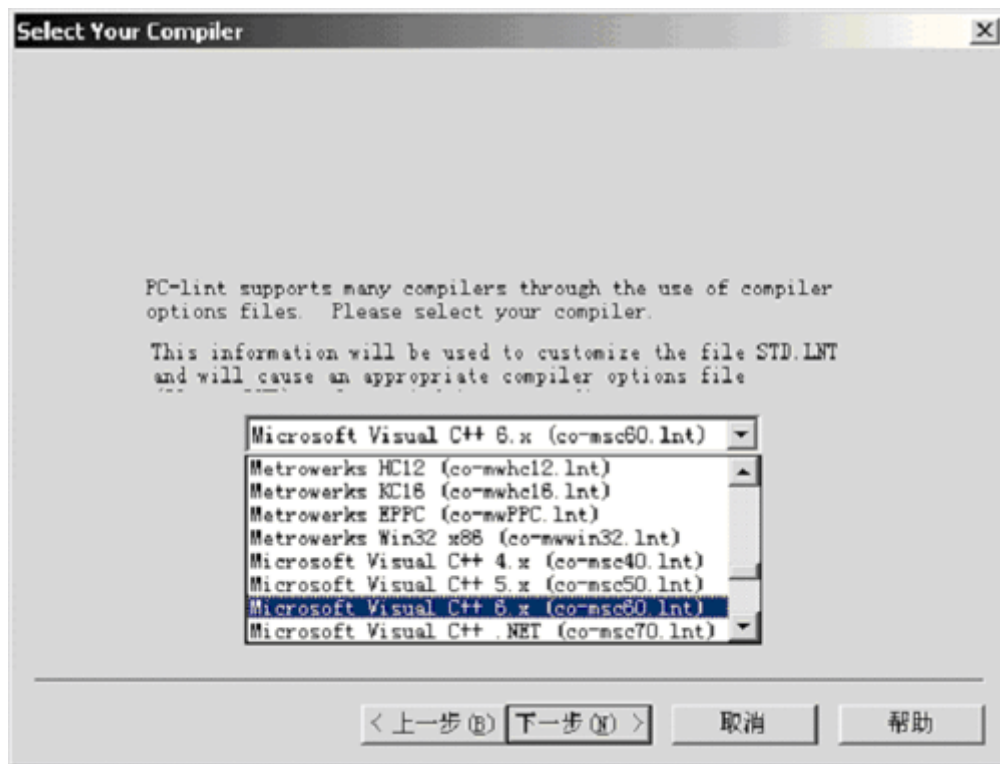 Select Your Compiler
PC-lint supports many compilers through the use of compiler
options files. Please select your compiler.
This information will be used to customize the file STD.LNT
and will cause an appropriate compiler options file
Microsoft Visual C++ 6.x (co-msc60.lnt)
Metrowerks HC12 (co-mwhc12.lnt)
Metrowerks KC16 (co-mwhc16.lnt)
Metrowerks EPPC (co-mwPPC.lnt)
Metrowerks Win32 x86 (co-mwwin32.lnt)
Microsoft Visual C++ 4.x (co-msc40.lnt)
Microsoft Visual C++ 5.x (co-msc50.lnt)
Microsoft Visual C++ 6.x (co-msc60.lnt)
Microsoft Visual C++ .NET (co-msc70.lnt)
< 上一步(B) 下一步(N) > 取消 帮助